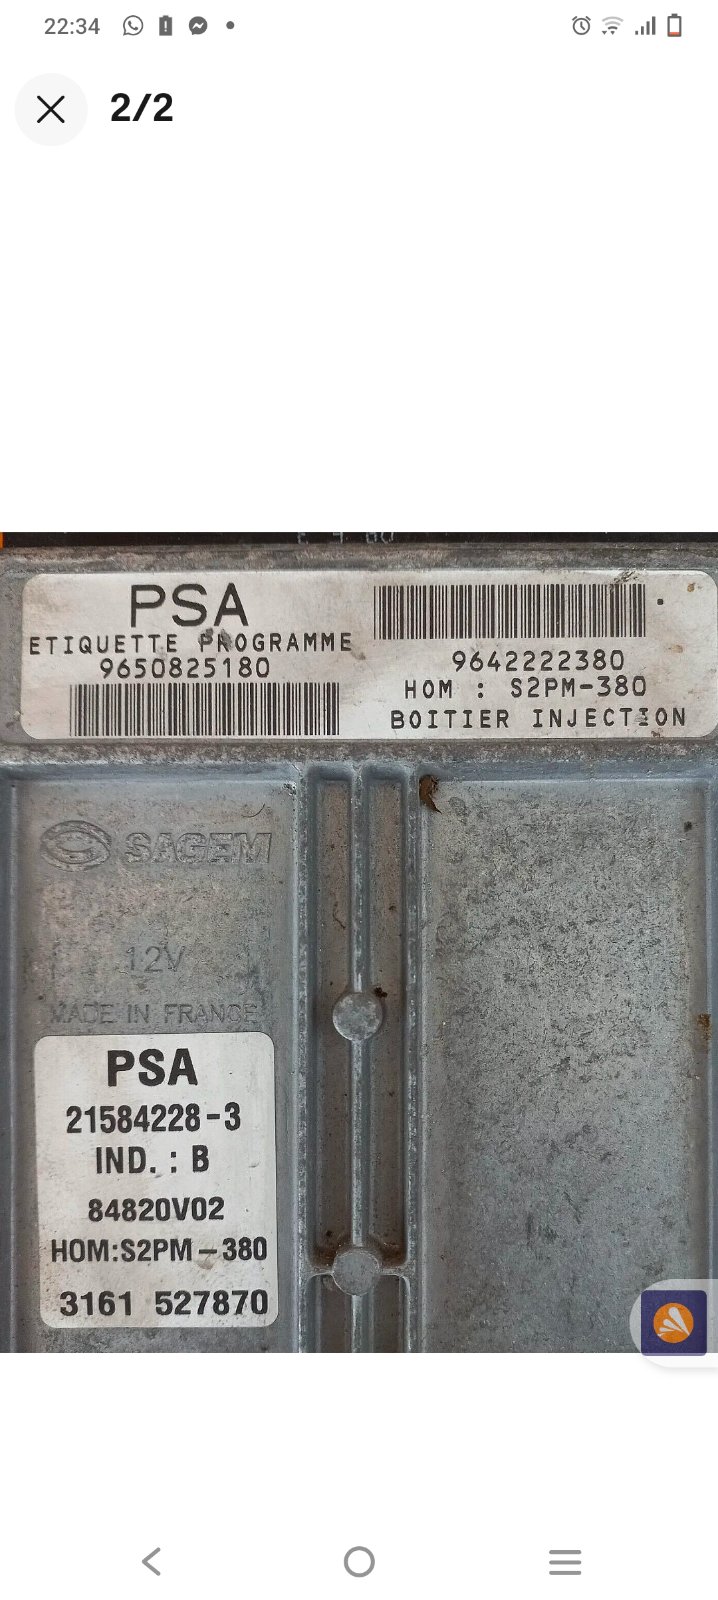 22:34
2/2
PSA
ETIQUETTE PROGRAMME
9650825180
9642222380
HOM : S2PM-380
BOITIER INJECTION
SAGEM
12V
MADE IN FRANCE
PSA
21584228-3
IND. : B
84820V02
HOM:S2PM-380
3161 527870